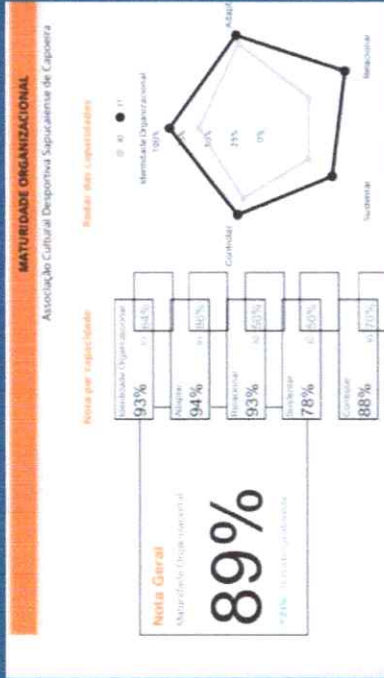 MATURIDADE ORGANIZACIONAL
Associação Cultural Desportiva Sapucaiense de Capoeira
Nota Geral
Maturidade Organizacional
89%
Nota por capacidade
Identidade Organizacional
93%
64%
Adaptar
94%
86%
Relacionar
93%
50%
Sustentar
78%
50%
Controlar
88%
70%
Radar das capacidades
Identidade Organizacional
100%
75%
50%
25%
0%
Adapt
Relacionar
Sustentar
Controlar